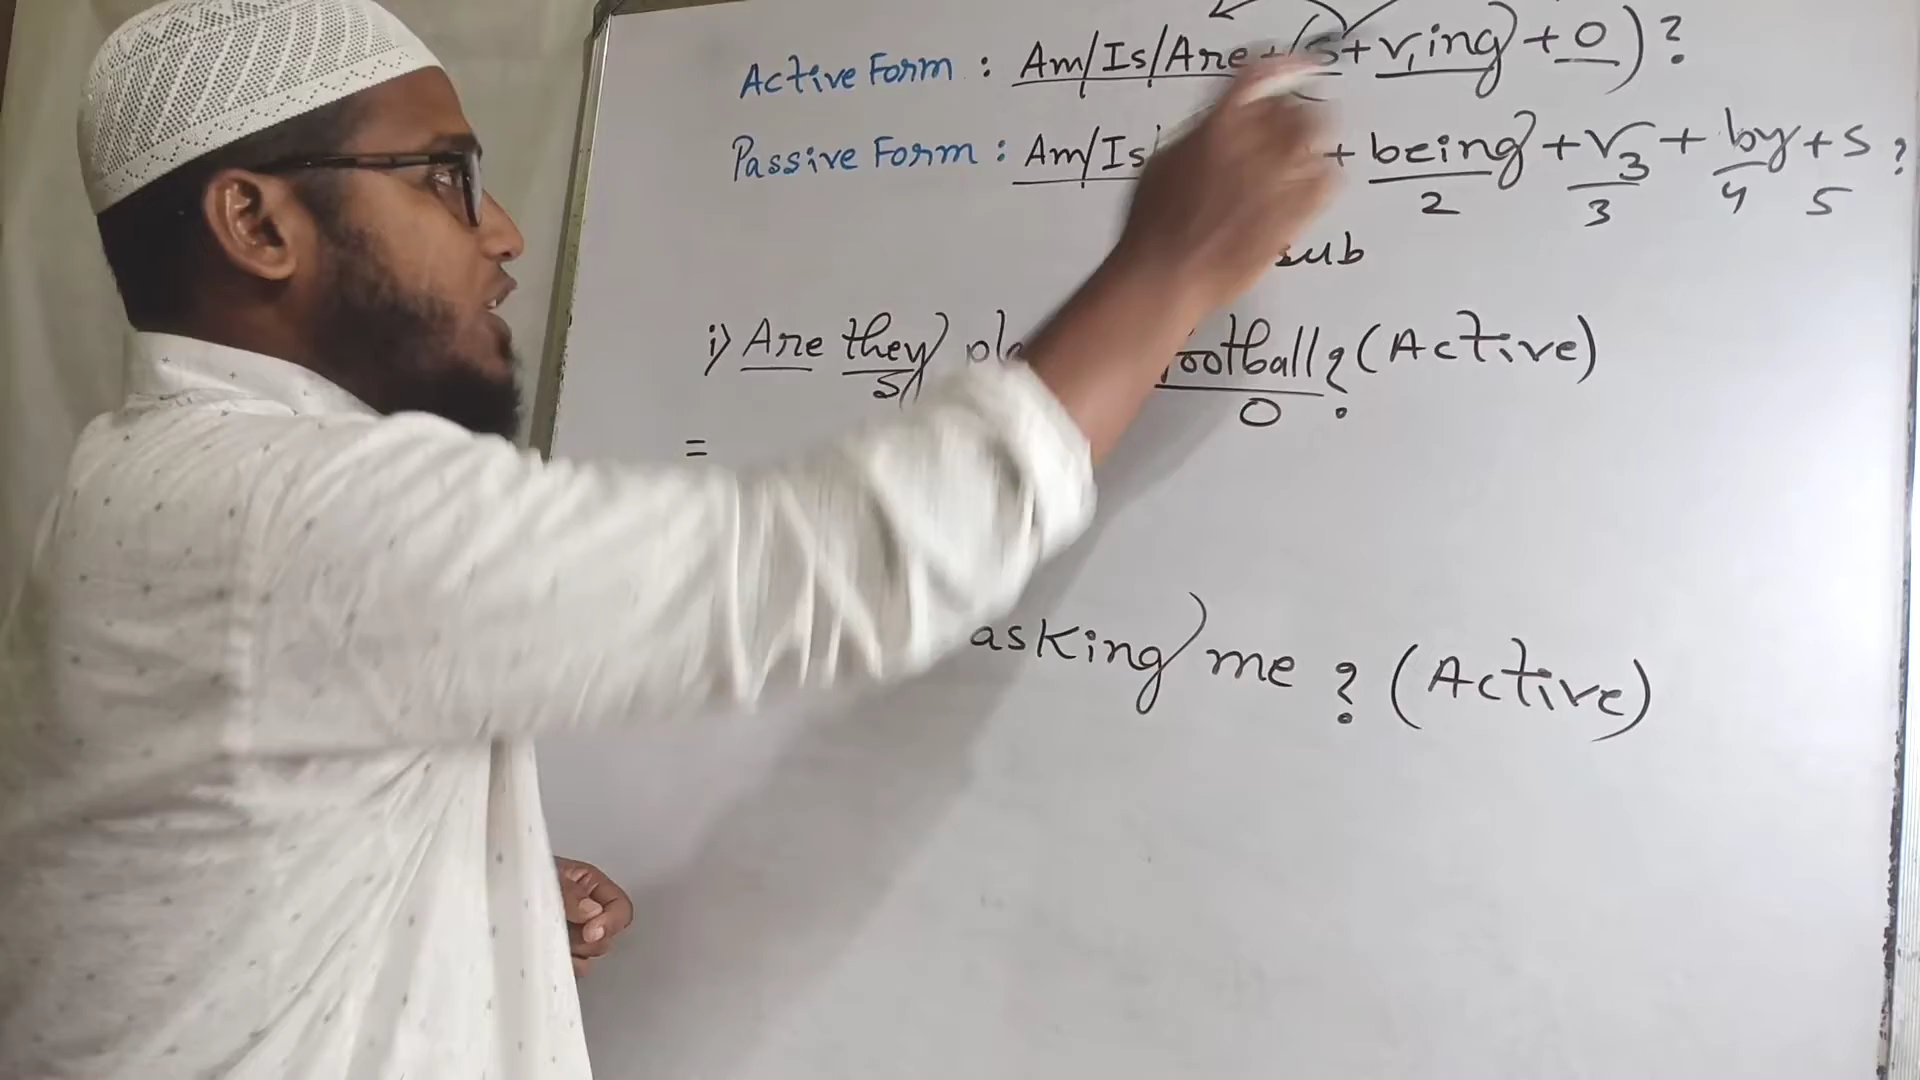 Active Form : Am/Is/Are + (S + V1ing + O) ?
Passive Form : Am/Is + being + V3 + by + S ?
2 3 4 5
sub
i) Are they football? (Active)
S O
=
asking me ? (Active)